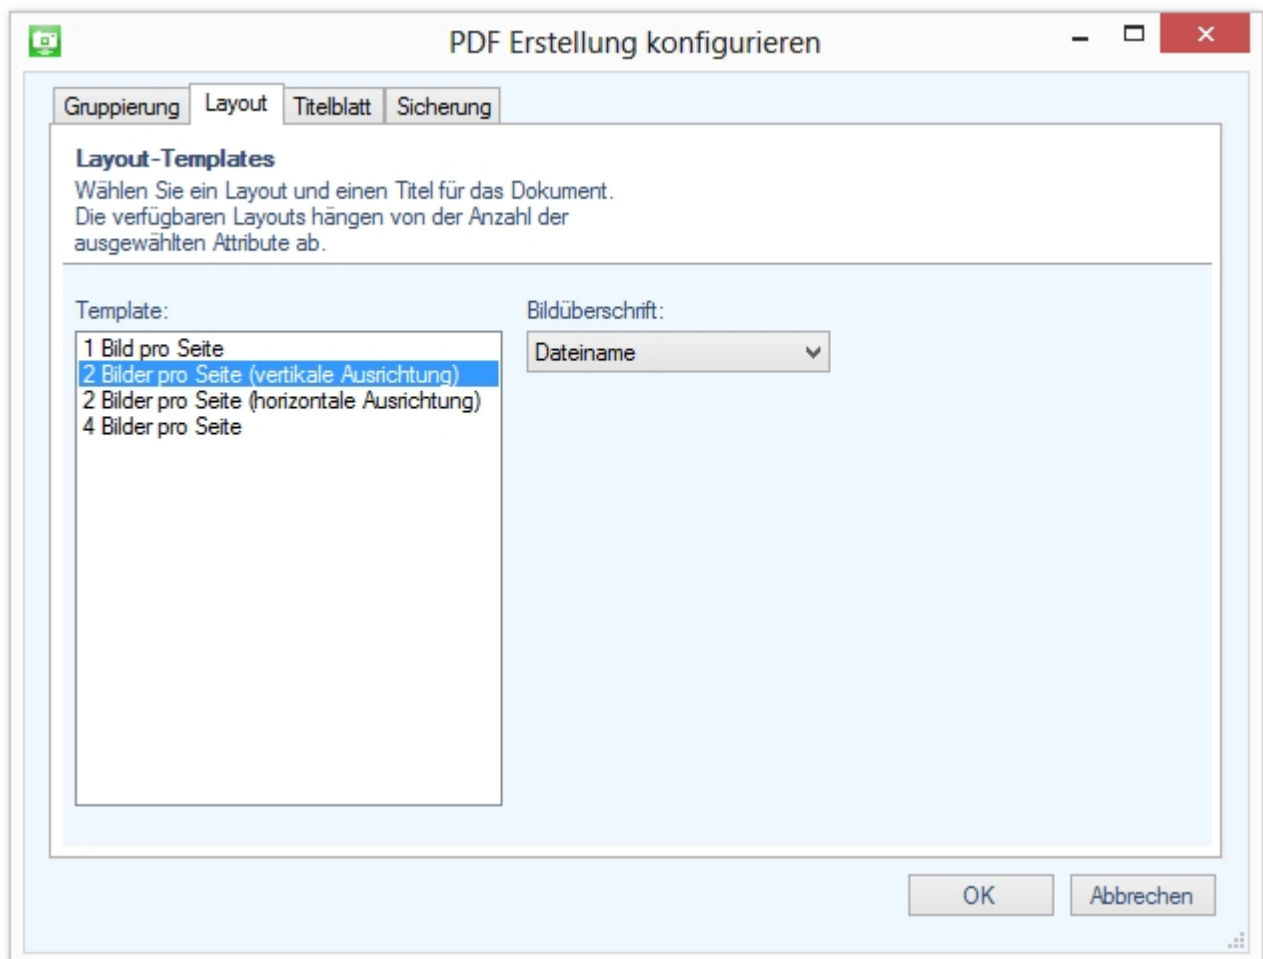 PDF Erstellung konfigurieren
Gruppierung Layout Titelblatt Sicherung
Layout-Templates
Wählen Sie ein Layout und einen Titel für das Dokument.
Die verfügbaren Layouts hängen von der Anzahl der
ausgewählten Attribute ab.
Template:
1 Bild pro Seite
2 Bilder pro Seite (vertikale Ausrichtung)
2 Bilder pro Seite (horizontale Ausrichtung)
4 Bilder pro Seite
Bildüberschrift:
Dateiname
OK Abbrechen